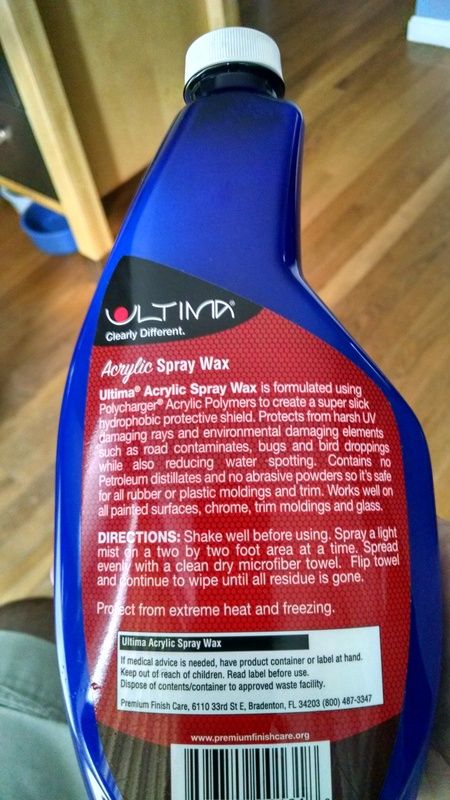 ULTIMA®
Clearly Different.
Acrylic Spray Wax
Ultima® Acrylic Spray Wax is formulated using
Polycharger® Acrylic Polymers to create a super slick
hydrophobic protective shield. Protects from harsh UV
damaging rays and environmental damaging elements
such as road contaminates, bugs and bird droppings
while also reducing water spotting. Contains no
Petroleum distillates and no abrasive powders so it's safe
for all rubber or plastic moldings and trim. Works well on
all painted surfaces, chrome, trim moldings and glass.
DIRECTIONS: Shake well before using. Spray a light
mist on a two by two foot area at a time. Spread
evenly with a clean dry microfiber towel. Flip towel
and continue to wipe until all residue is gone.
Protect from extreme heat and freezing.
Ultima Acrylic Spray Wax
If medical advice is needed, have product container or label at hand.
Keep out of reach of children. Read label before use.
Dispose of contents/container to approved waste facility.
Premium Finish Care, 6110 33rd St E, Bradenton, FL 34203 (800) 487-3347
www.premiumfinishcare.org